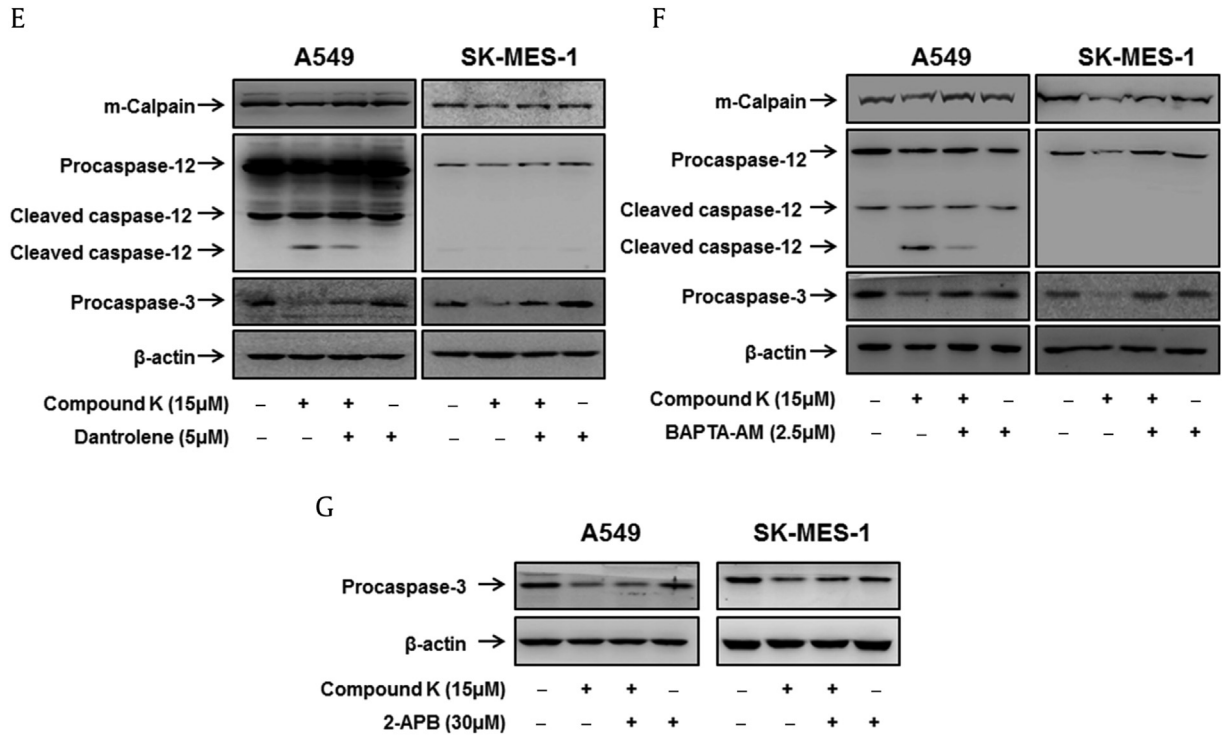 E
A549 SK-MES-1
m-Calpain
Procaspase-12
Cleaved caspase-12
Cleaved caspase-12
Procaspase-3
β-actin
Compound K (15μM) – + + – – + + –
Dantrolene (5μM) – – + + – – + +
F
A549 SK-MES-1
m-Calpain
Procaspase-12
Cleaved caspase-12
Cleaved caspase-12
Procaspase-3
β-actin
Compound K (15μM) – + + – – + + –
BAPTA-AM (2.5μM) – – + + – – + +
G
A549 SK-MES-1
Procaspase-3
β-actin
Compound K (15μM) – + + – – + + –
2-APB (30μM) – – + + – – + +